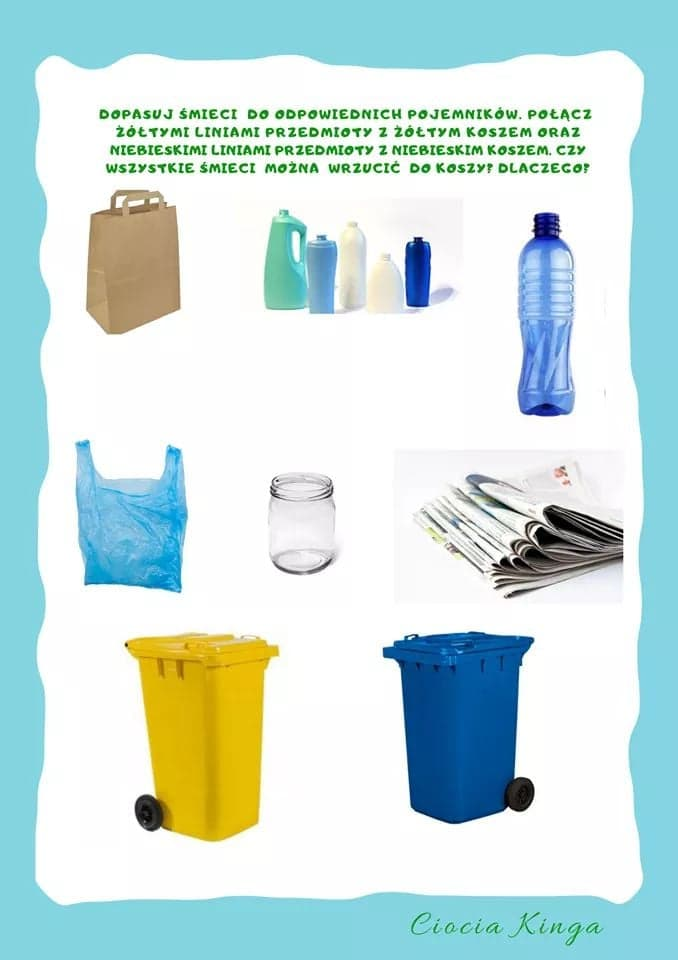 DOPASUJ ŚMIECI DO ODPOWIEDNICH POJEMNIKÓW. POŁĄCZ
ŻÓŁTYMI LINIAMI PRZEDMIOTY Z ŻÓŁTYM KOSZEM ORAZ
NIEBIESKIMI LINIAMI PRZEDMIOTY Z NIEBIESKIM KOSZEM. CZY
WSZYSTKIE ŚMIECI MOŻNA WRZUCIĆ DO KOSZY? DLACZEGO?
Ciocia Kinga